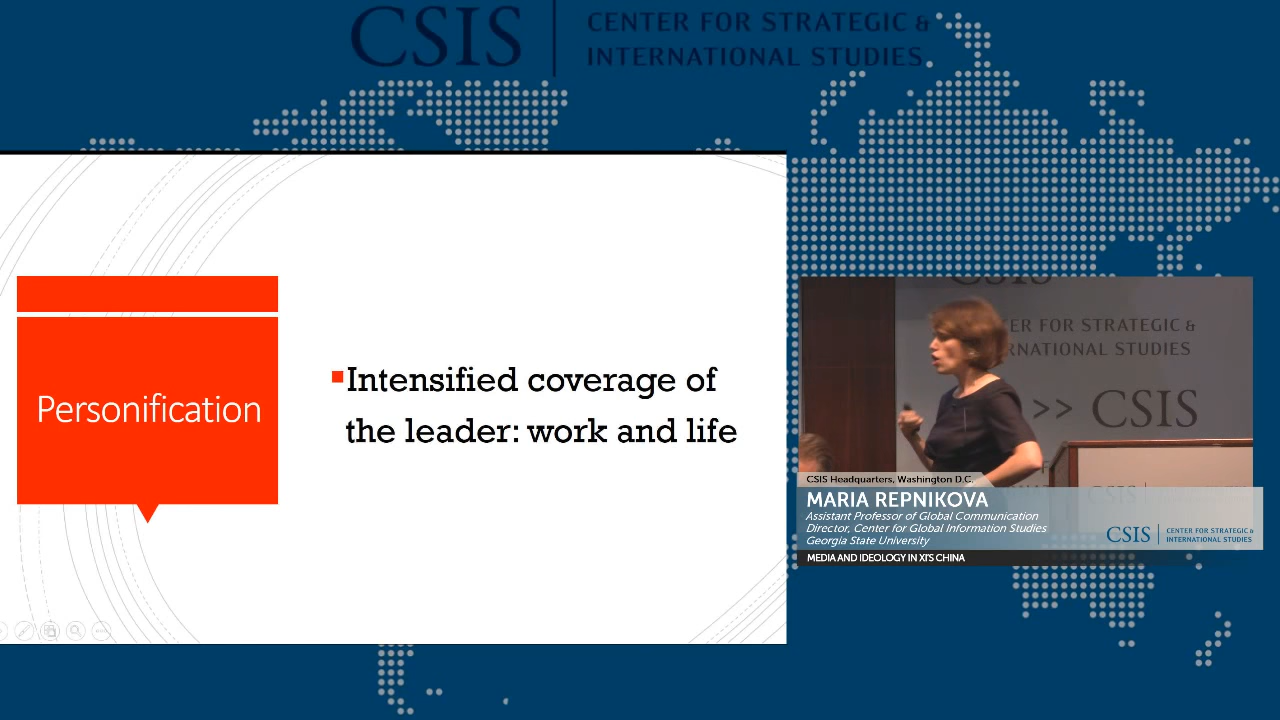 CSIS
CENTER FOR STRATEGIC &
INTERNATIONAL STUDIES
Personification
Intensified coverage of
the leader: work and life
CSIS
CENTER FOR STRATEGIC &
INTERNATIONAL STUDIES
>> CSIS
CSIS Headquarters, Washington D.C.
MARIA REPNIKOVA
Assistant Professor of Global Communication
Director, Center for Global Information Studies
Georgia State University
CSIS
CENTER FOR STRATEGIC &
INTERNATIONAL STUDIES
MEDIA AND IDEOLOGY IN XI'S CHINA